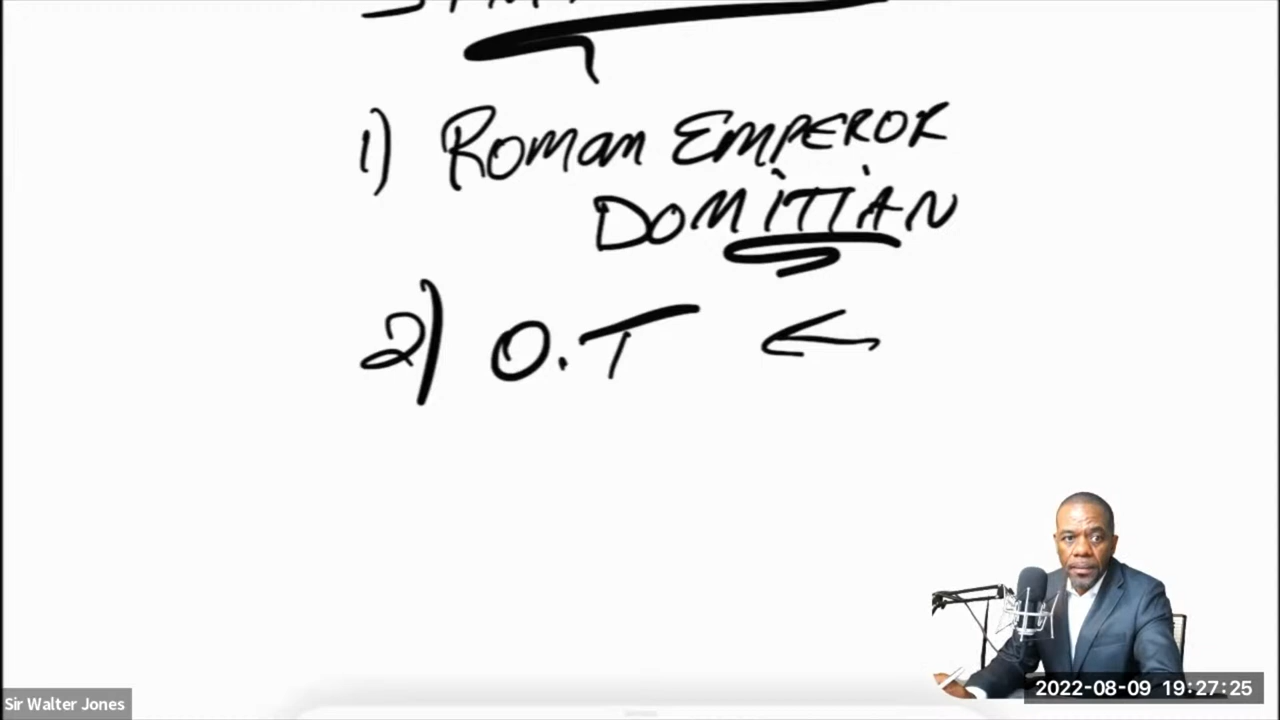 1) ROMAN EMPEROR
DOMITIAN
2) O.T ←
Sir Walter Jones
2022-08-09 19:27:25